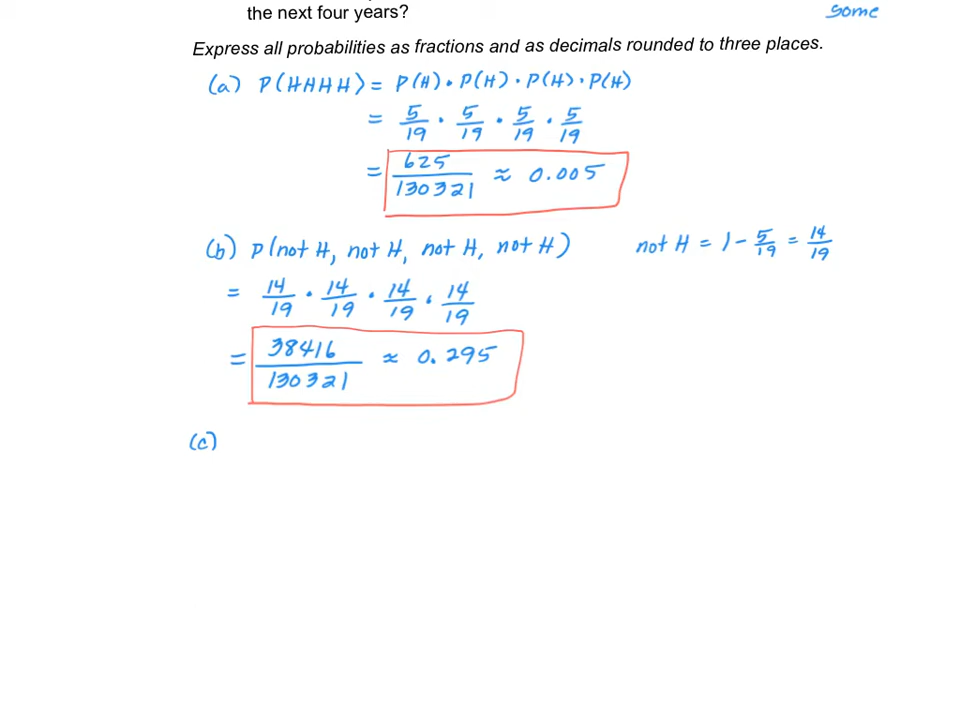 the next four years?
some
Express all probabilities as fractions and as decimals rounded to three places.
(a) P(HHHH) = P(H) · P(H) · P(H) · P(H)
= 5/19 · 5/19 · 5/19 · 5/19
= 625/130321 ≈ 0.005
(b) P(not H, not H, not H, not H) not H = 1 - 5/19 = 14/19
= 14/19 · 14/19 · 14/19 · 14/19
= 38416/130321 ≈ 0.295
(c)